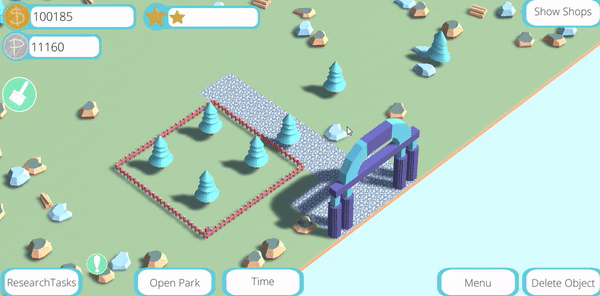 100185
Show Shops
11160
ResearchTasks
Open Park
Time
Menu
Delete Object